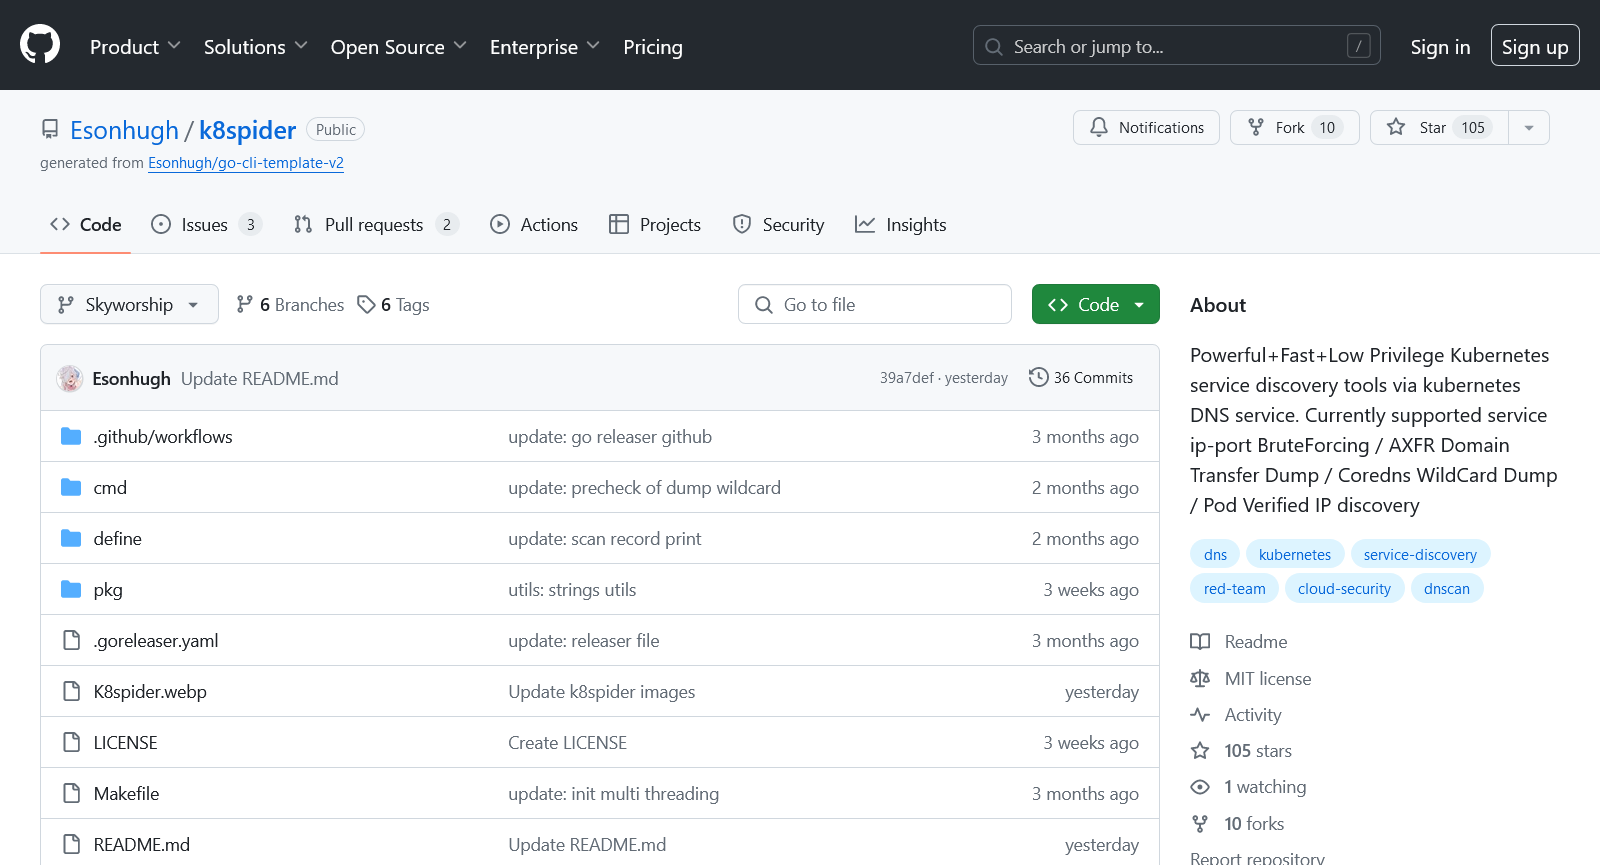 Product Solutions Open Source Enterprise Pricing Search or jump to... / Sign in Sign up
Esonhugh / k8spider Public Notifications Fork 10 Star 105
generated from Esonhugh/go-cli-template-v2
Code Issues 3 Pull requests 2 Actions Projects Security Insights
Skyworship 6 Branches 6 Tags Go to file Code
Esonhugh Update README.md 39a7def · yesterday 36 Commits
.github/workflows update: go releaser github 3 months ago
cmd update: precheck of dump wildcard 2 months ago
define update: scan record print 2 months ago
pkg utils: strings utils 3 weeks ago
.goreleaser.yaml update: releaser file 3 months ago
K8spider.webp Update k8spider images yesterday
LICENSE Create LICENSE 3 weeks ago
Makefile update: init multi threading 3 months ago
README.md Update README.md yesterday
About
Powerful+Fast+Low Privilege Kubernetes
service discovery tools via kubernetes
DNS service. Currently supported service
ip-port BruteForcing / AXFR Domain
Transfer Dump / Coredns WildCard Dump
/ Pod Verified IP discovery
dns kubernetes service-discovery
red-team cloud-security dnscan
Readme
MIT license
Activity
105 stars
1 watching
10 forks
Report repository